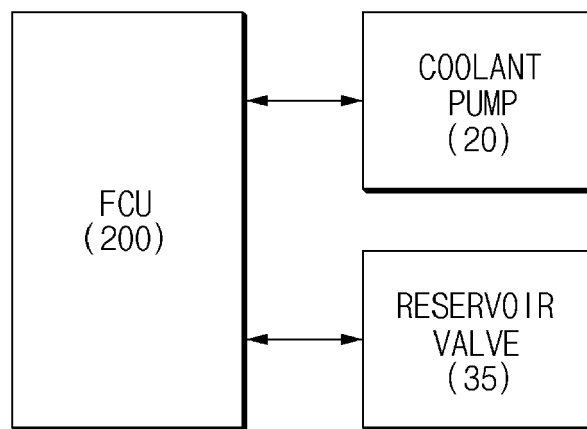 FCU
(200)
COOLANT
PUMP
(20)
RESERVOIR
VALVE
(35)